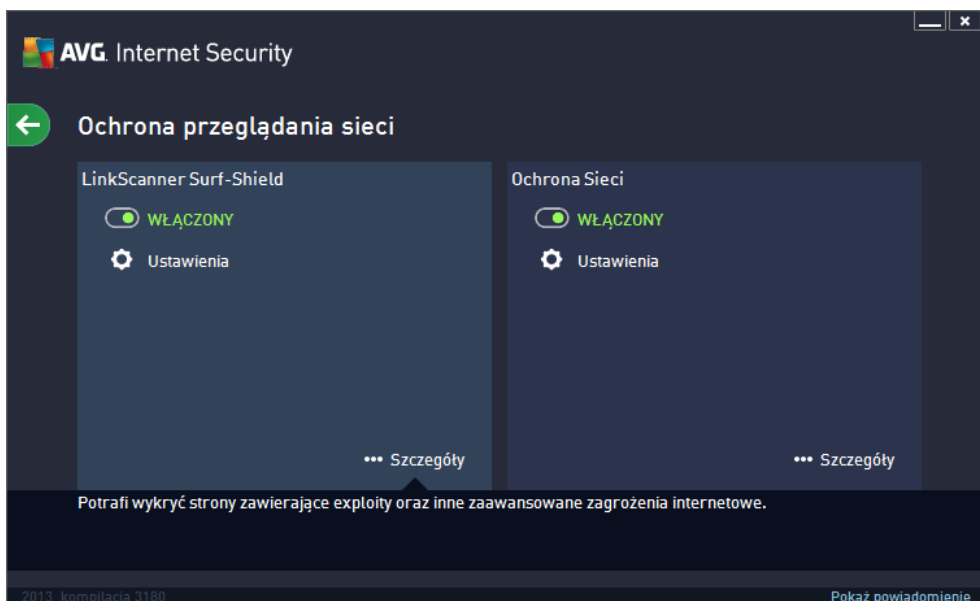 AVG. Internet Security
Ochrona przeglądania sieci
LinkScanner Surf-Shield
WŁĄCZONY
Ustawienia
••• Szczegóły
Ochrona Sieci
WŁĄCZONY
Ustawienia
••• Szczegóły
Potrafi wykryć strony zawierające exploity oraz inne zaawansowane zagrożenia internetowe.
2013 kompilacja 3180
Pokaż powiadomienie